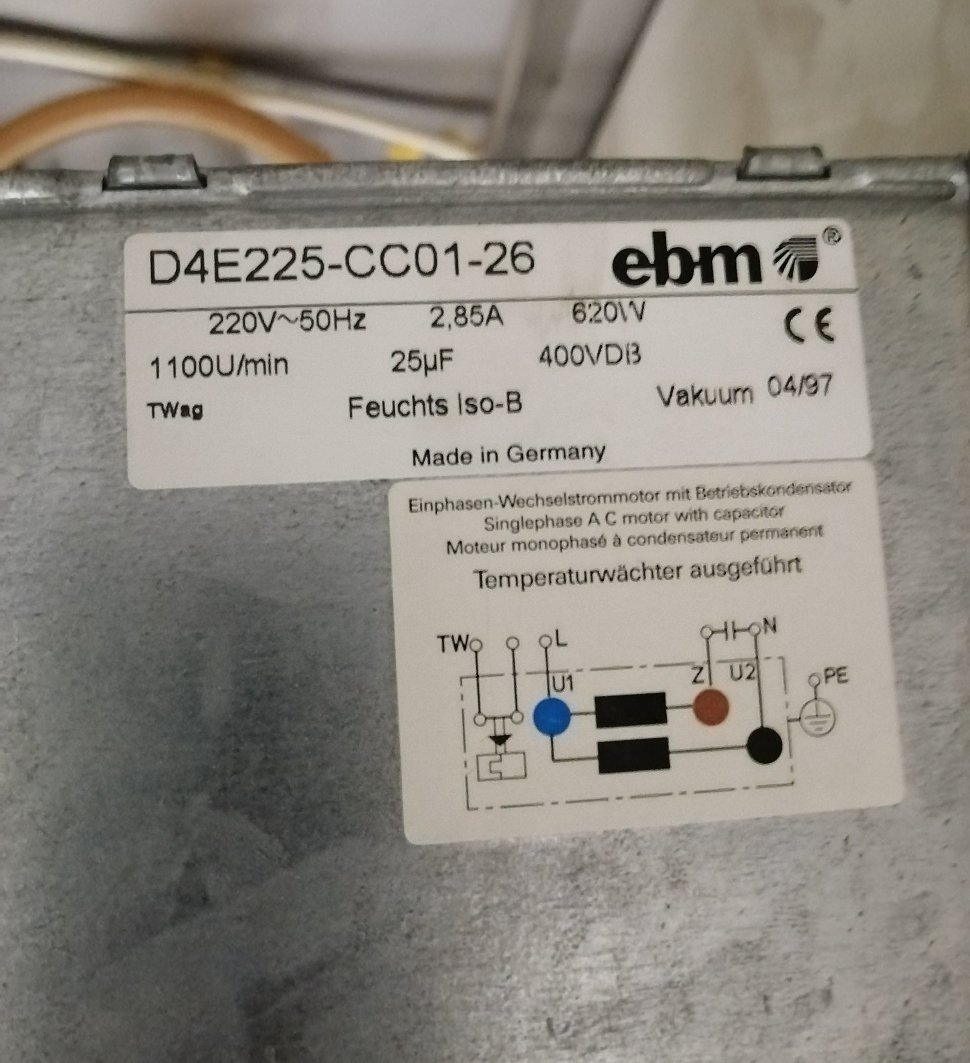 D4E225-CC01-26 ebm ®
220V~50Hz 2,85A 620W
CE
1100U/min 25µF 400VDB
TWag Feuchts Iso-B Vakuum 04/97
Made in Germany
Einphasen-Wechselstrommotor mit Betriebskondensator
Singlephase A C motor with capacitor
Moteur monophasé à condensateur permanent
Temperaturwächter ausgeführt
TW L N
U1 Z U2 PE